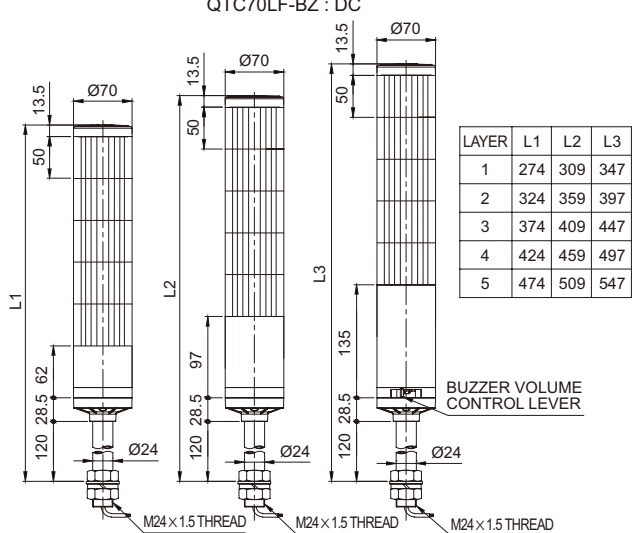 QTC70LF-BZ : DC
13.5
Ø70
50
L1
62
28.5
120
Ø24
M24×1.5 THREAD
13.5
Ø70
50
L2
97
28.5
120
Ø24
M24×1.5 THREAD
13.5
Ø70
50
L3
135
28.5
120
Ø24
M24×1.5 THREAD
BUZZER VOLUME
CONTROL LEVER
LAYER L1 L2 L3
1 274 309 347
2 324 359 397
3 374 409 447
4 424 459 497
5 474 509 547